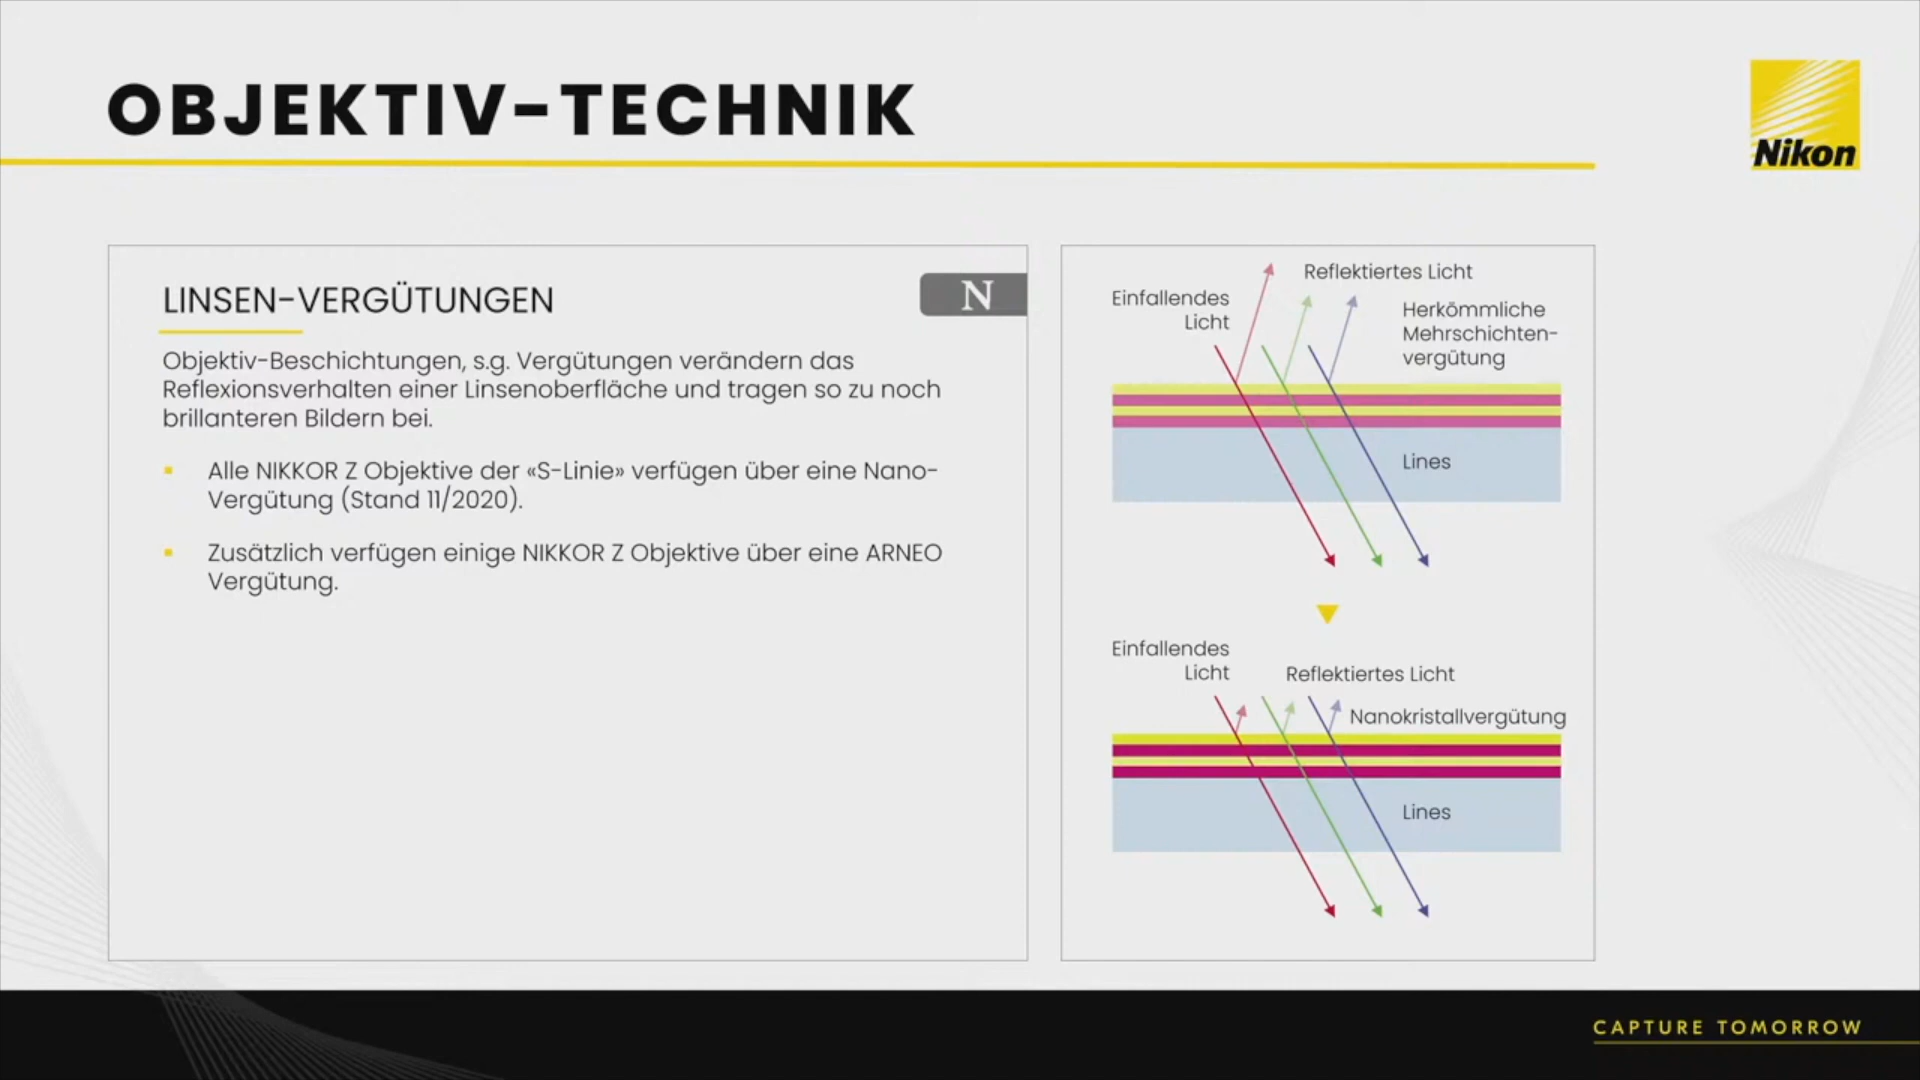 OBJEKTIV-TECHNIK
Nikon
LINSEN-VERGÜTUNGEN
N
Objektiv-Beschichtungen, s.g. Vergütungen verändern das
Reflexionsverhalten einer Linsenoberfläche und tragen so zu noch
brillanteren Bildern bei.
Alle NIKKOR Z Objektive der «S-Linie» verfügen über eine Nano-
Vergütung (Stand 11/2020).
Zusätzlich verfügen einige NIKKOR Z Objektive über eine ARNEO
Vergütung.
Reflektiertes Licht
Einfallendes
Licht
Herkömmliche
Mehrschichten-
vergütung
Lines
Einfallendes
Licht
Reflektiertes Licht
Nanokristallvergütung
Lines
CAPTURE TOMORROW